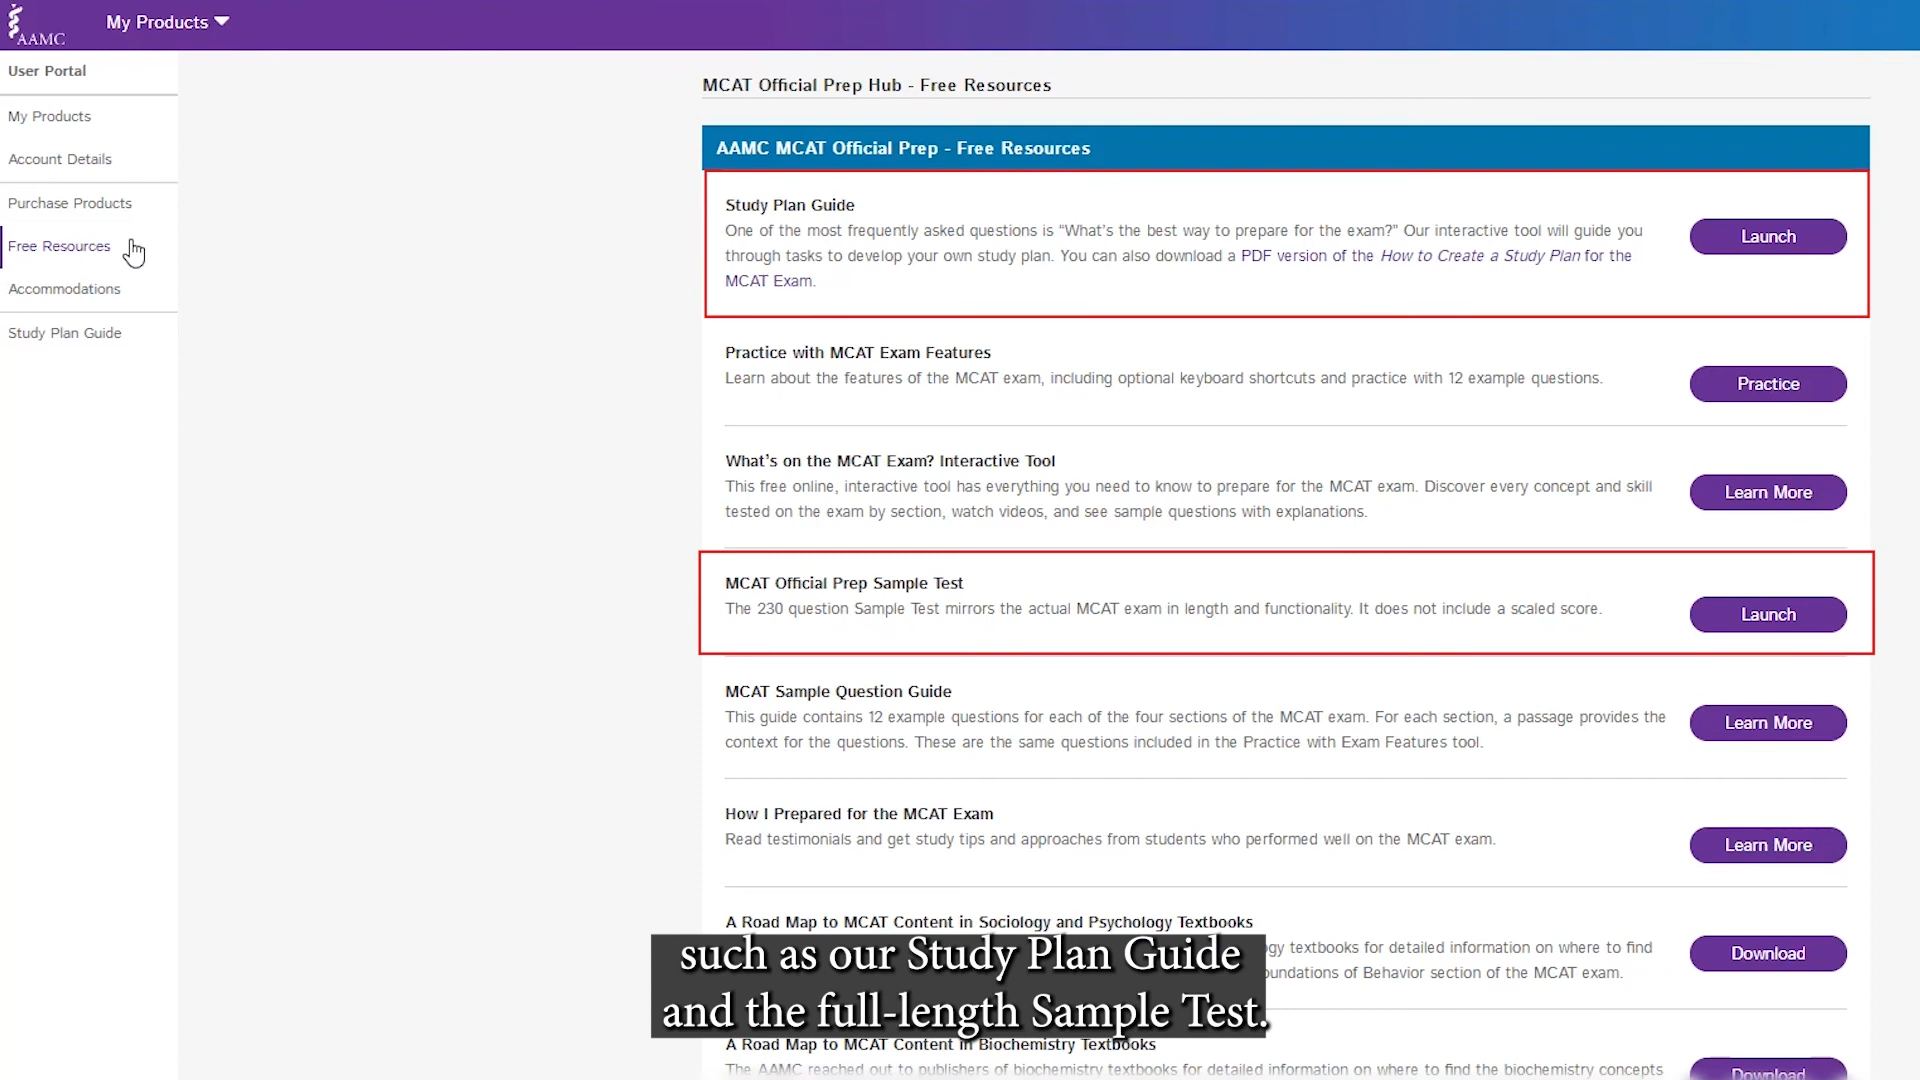 AAMC
My Products
User Portal
My Products
Account Details
Purchase Products
Free Resources
Accommodations
Study Plan Guide
MCAT Official Prep Hub - Free Resources
AAMC MCAT Official Prep - Free Resources
Study Plan Guide
One of the most frequently asked questions is “What’s the best way to prepare for the exam?” Our interactive tool will guide you
through tasks to develop your own study plan. You can also download a PDF version of the How to Create a Study Plan for the
MCAT Exam.
Launch
Practice with MCAT Exam Features
Learn about the features of the MCAT exam, including optional keyboard shortcuts and practice with 12 example questions.
Practice
What’s on the MCAT Exam? Interactive Tool
This free online, interactive tool has everything you need to know to prepare for the MCAT exam. Discover every concept and skill
tested on the exam by section, watch videos, and see sample questions with explanations.
Learn More
MCAT Official Prep Sample Test
The 230 question Sample Test mirrors the actual MCAT exam in length and functionality. It does not include a scaled score.
Launch
MCAT Sample Question Guide
This guide contains 12 example questions for each of the four sections of the MCAT exam. For each section, a passage provides the
context for the questions. These are the same questions included in the Practice with Exam Features tool.
Learn More
How I Prepared for the MCAT Exam
Read testimonials and get study tips and approaches from students who performed well on the MCAT exam.
Learn More
A Road Map to MCAT Content in Sociology and Psychology Textbooks
textbooks for detailed information on where to find
of Behavior section of the MCAT exam.
Download
such as our Study Plan Guide
and the full-length Sample Test.
A Road Map to MCAT Content in Biochemistry Textbooks
The AAMC reached out to publishers of biochemistry textbooks for detailed information on where to find the biochemistry concepts
Download